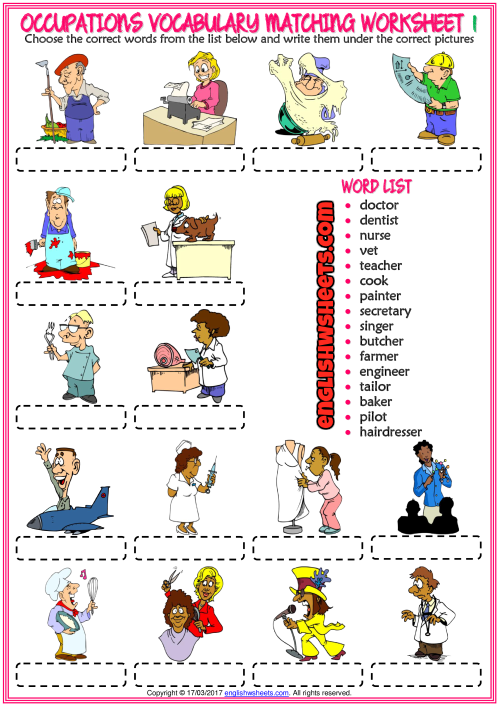 OCCUPATIONS VOCABULARY MATCHING WORKSHEET 1
Choose the correct words from the list below and write them under the correct pictures
WORD LIST
• doctor
• dentist
• nurse
• vet
• teacher
• cook
• painter
• secretary
• singer
• butcher
• farmer
• engineer
• tailor
• baker
• pilot
• hairdresser
ENGLISHWSHEETS.COM
Copyright © 17/03/2017 englishwsheets.com. All rights reserved.